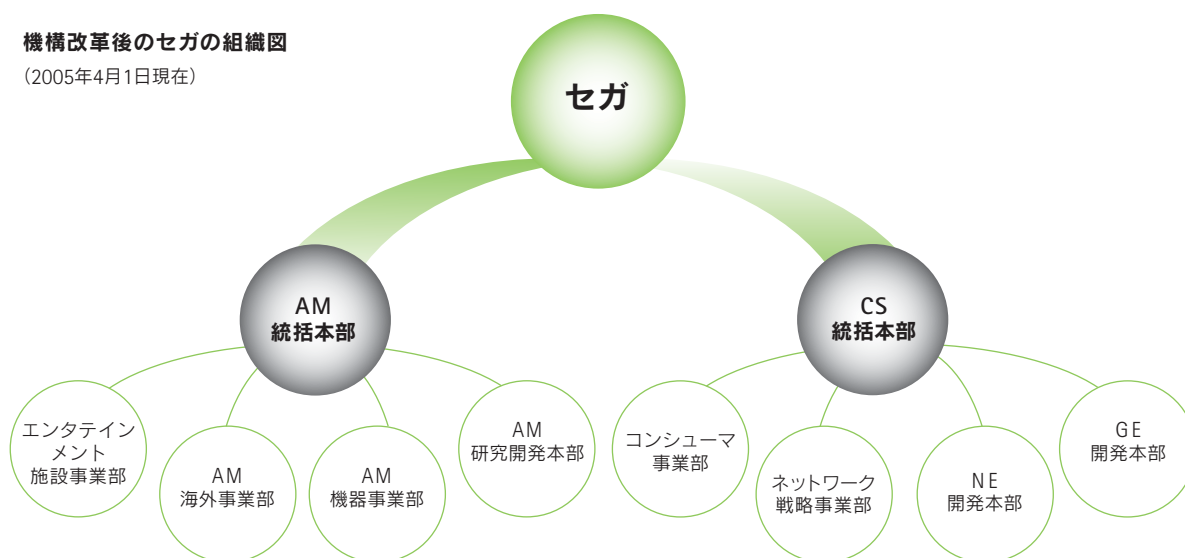 機構改革後のセガの組織図
（2005年4月1日現在）
セガ
AM
統括本部
CS
統括本部
エンタテイン
メント
施設事業部
AM
海外事業部
AM
機器事業部
AM
研究開発本部
コンシューマ
事業部
ネットワーク
戦略事業部
NE
開発本部
GE
開発本部